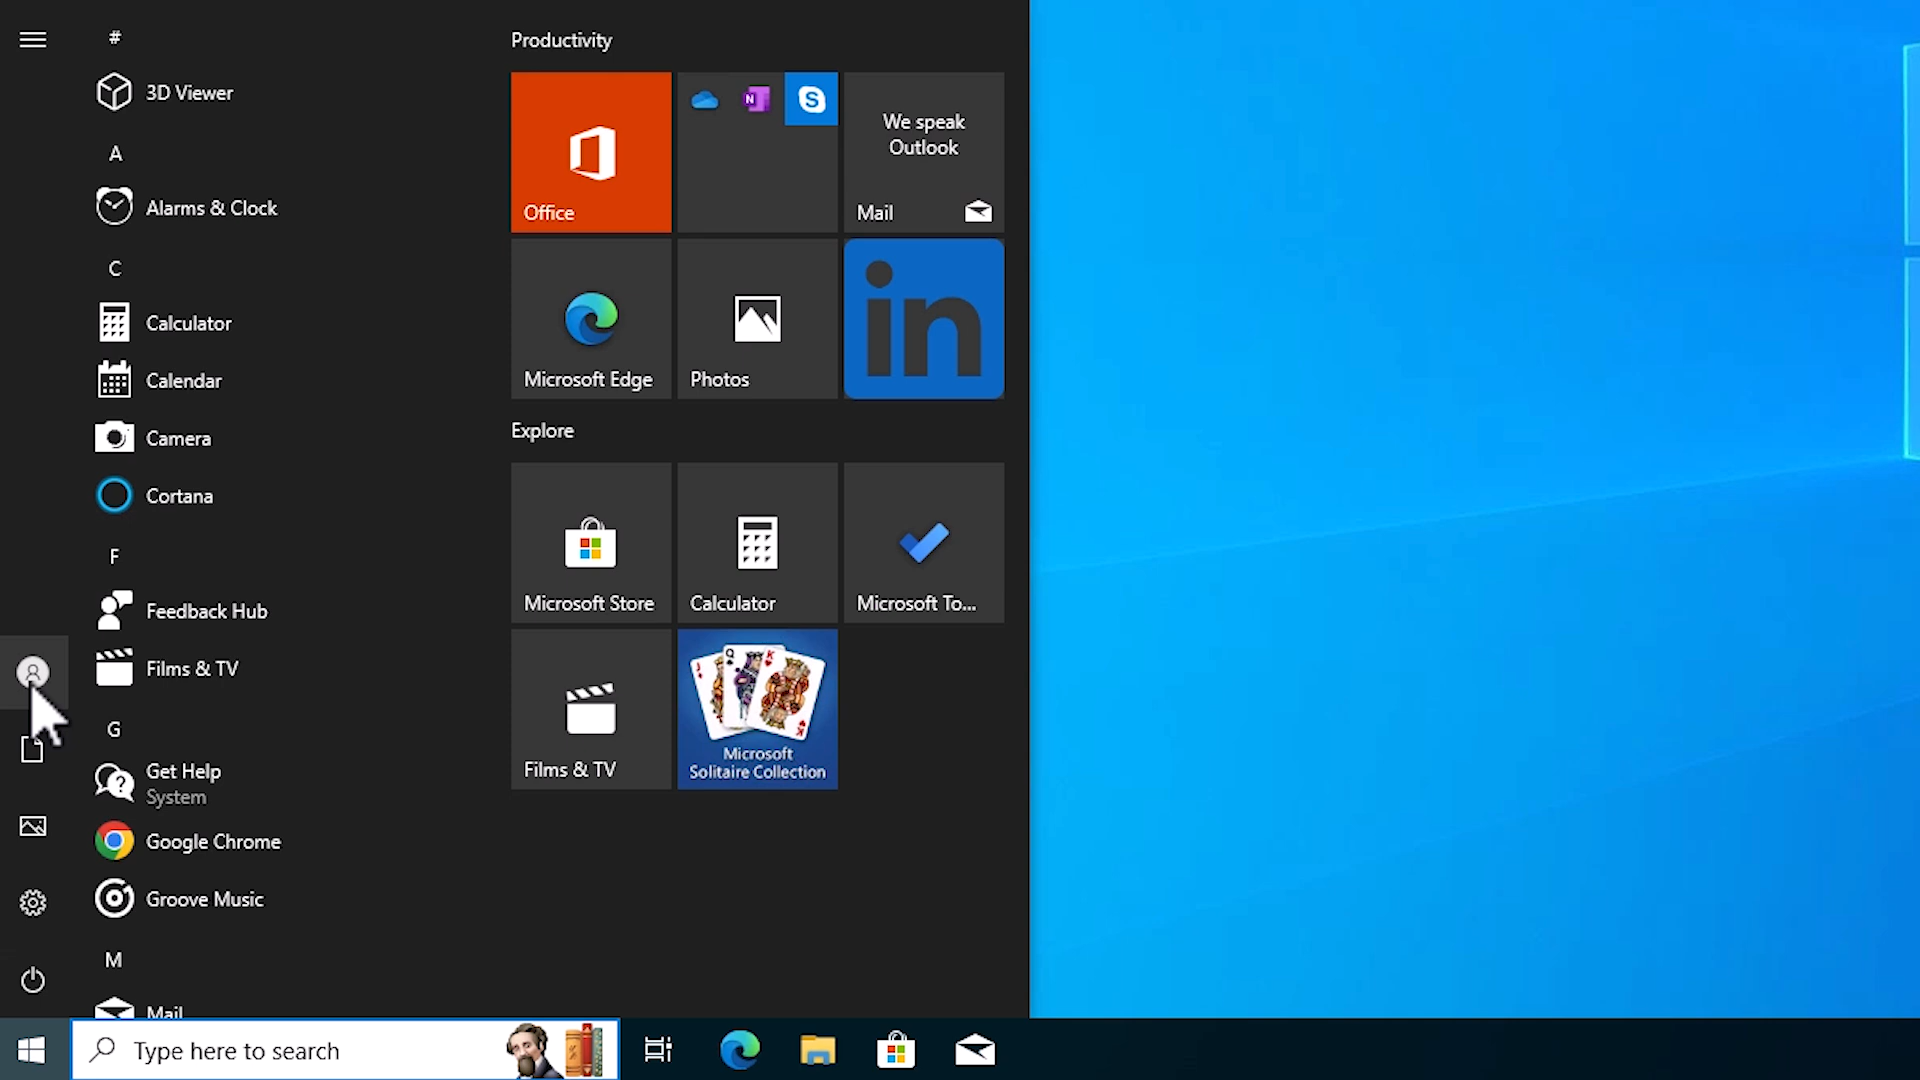 #
3D Viewer
A
Alarms & Clock
C
Calculator
Calendar
Camera
Cortana
F
Feedback Hub
Films & TV
G
Get Help
System
Google Chrome
Groove Music
M
Mail
Productivity
Office
N
S
We speak
Outlook
Mail
Microsoft Edge
Photos
in
Explore
Microsoft Store
Calculator
Microsoft To...
Films & TV
J
Q
K
K
Microsoft
Solitaire Collection
Type here to search